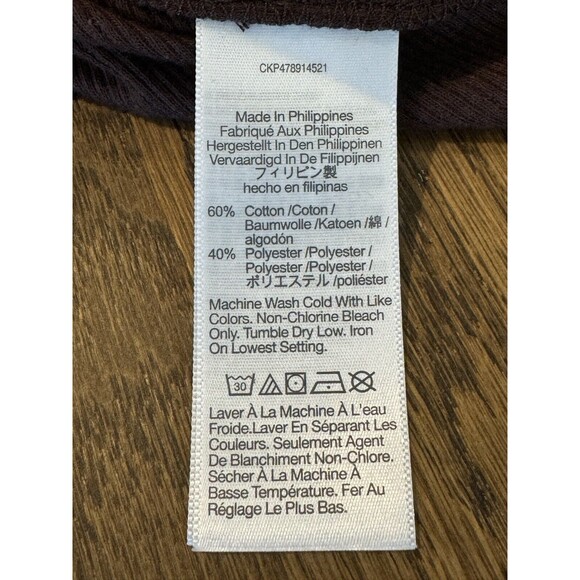 CKP478914521
Made In Philippines
Fabriqué Aux Philippines
Hergestellt In Den Philippinen
Vervaardigd In De Filippijnen
フィリピン製
hecho en filipinas
60% Cotton /Coton /
Baumwolle /Katoen /綿 /
algodón
40% Polyester /Polyester /
Polyester /Polyester /
ポリエステル /poliéster
Machine Wash Cold With Like
Colors. Non-Chlorine Bleach
Only. Tumble Dry Low. Iron
On Lowest Setting.
30
Laver À La Machine À L'eau
Froide.Laver En Séparant Les
Couleurs. Seulement Agent
De Blanchiment Non-Chlore.
Sécher À La Machine À
Basse Température. Fer Au
Réglage Le Plus Bas.